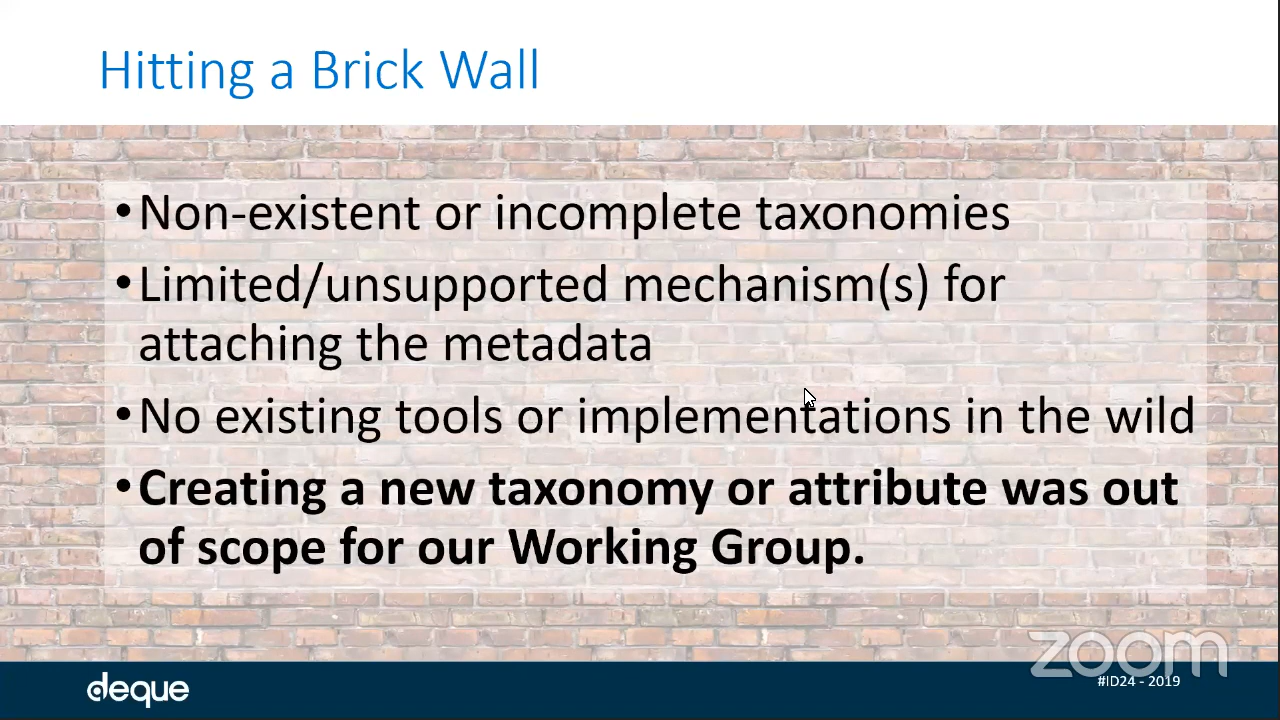 Hitting a Brick Wall
•Non-existent or incomplete taxonomies
•Limited/unsupported mechanism(s) for
attaching the metadata
•No existing tools or implementations in the wild
•Creating a new taxonomy or attribute was out
of scope for our Working Group.
zoom
deque
#ID24 - 2019